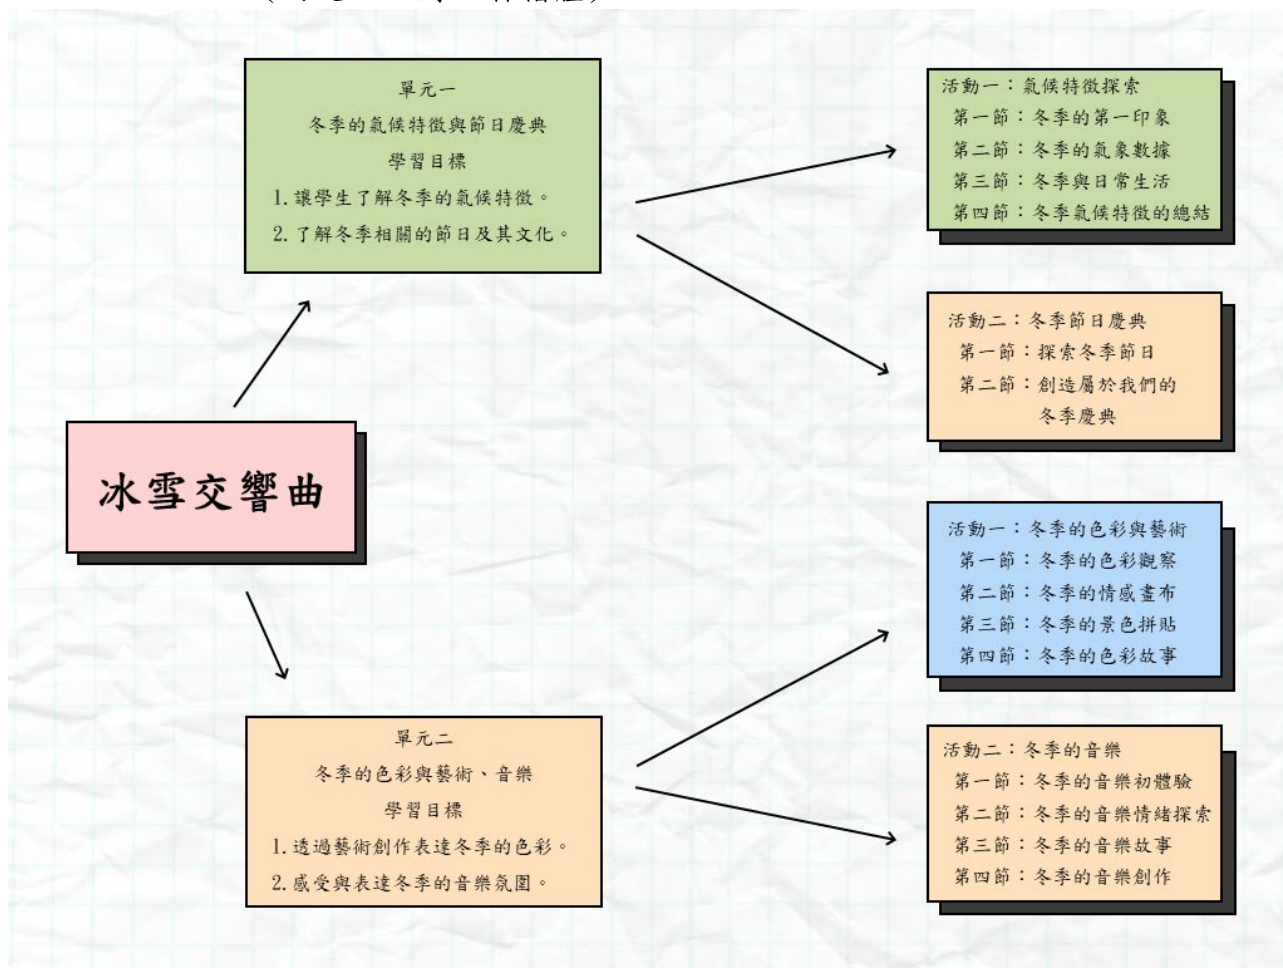 單元一
冬季的氣候特徵與節日慶典
學習目標
1.讓學生了解冬季的氣候特徵。
2.了解冬季相關的節日及其文化。
活動一：氣候特徵探索
第一節：冬季的第一印象
第二節：冬季的氣象數據
第三節：冬季與日常生活
第四節：冬季氣候特徵的總結
活動二：冬季節日慶典
第一節：探索冬季節日
第二節：創造屬於我們的
冬季慶典
冰雪交響曲
單元二
冬季的色彩與藝術、音樂
學習目標
1.透過藝術創作表達冬季的色彩。
2.感受與表達冬季的音樂氛圍。
活動一：冬季的色彩與藝術
第一節：冬季的色彩觀察
第二節：冬季的情感畫布
第三節：冬季的景色拼貼
第四節：冬季的色彩故事
活動二：冬季的音樂
第一節：冬季的音樂初體驗
第二節：冬季的音樂情緒探索
第三節：冬季的音樂故事
第四節：冬季的音樂創作